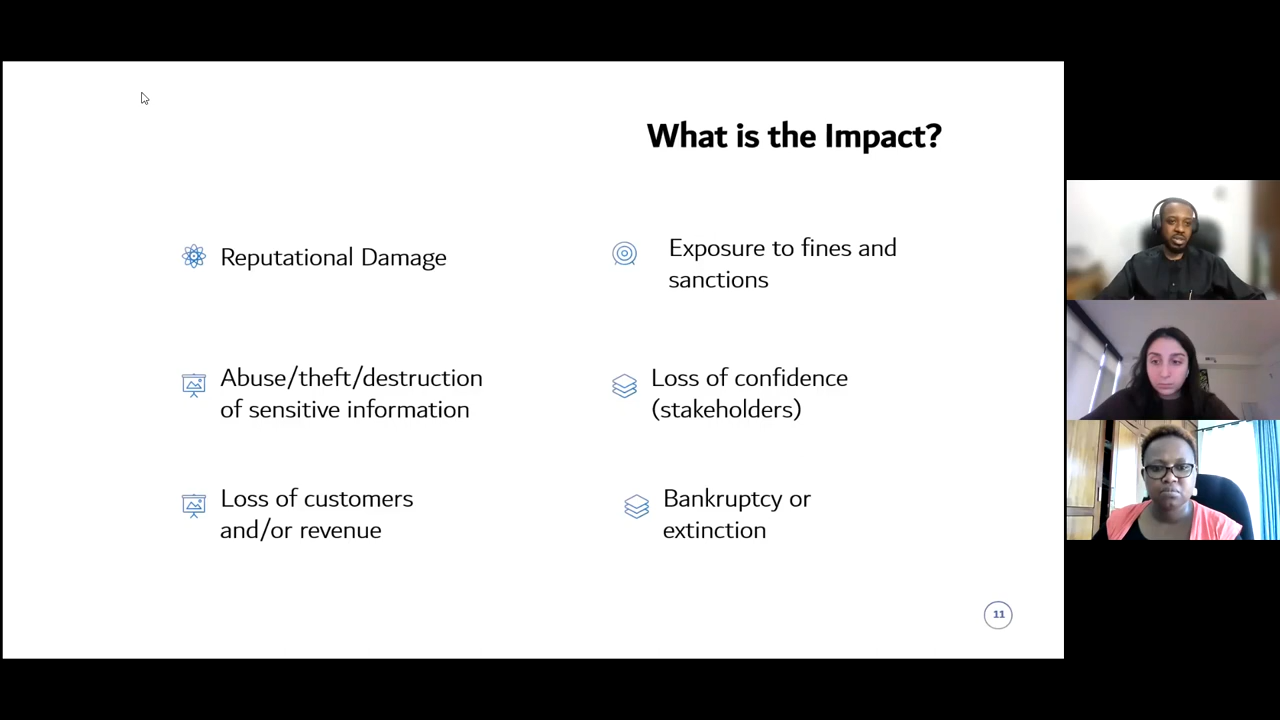 What is the Impact?
Reputational Damage
Exposure to fines and
sanctions
Abuse/theft/destruction
of sensitive information
Loss of confidence
(stakeholders)
Loss of customers
and/or revenue
Bankruptcy or
extinction
11